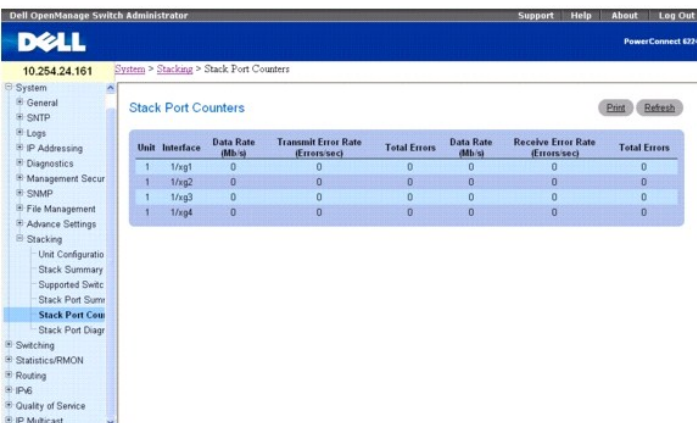 Dell OpenManage Switch Administrator
Support Help About Log Out
DELL
PowerConnect 6224
10.254.24.161
System > Stacking > Stack Port Counters
System
General
SNTP
Logs
IP Addressing
Diagnostics
Management Secur
SNMP
File Management
Advance Settings
Stacking
Unit Configuratio
Stack Summary
Supported Switc
Stack Port Summ
Stack Port Coun
Stack Port Diagr
Switching
Statistics/RMON
Routing
IPv6
Quality of Service
IP Multicast
Stack Port Counters
Print Refresh
Unit Interface Data Rate (Mb/s) Transmit Error Rate (Errors/sec) Total Errors Data Rate (Mb/s) Receive Error Rate (Errors/sec) Total Errors
1 1/xg1 0 0 0 0 0 0
1 1/xg2 0 0 0 0 0 0
1 1/xg3 0 0 0 0 0 0
1 1/xg4 0 0 0 0 0 0